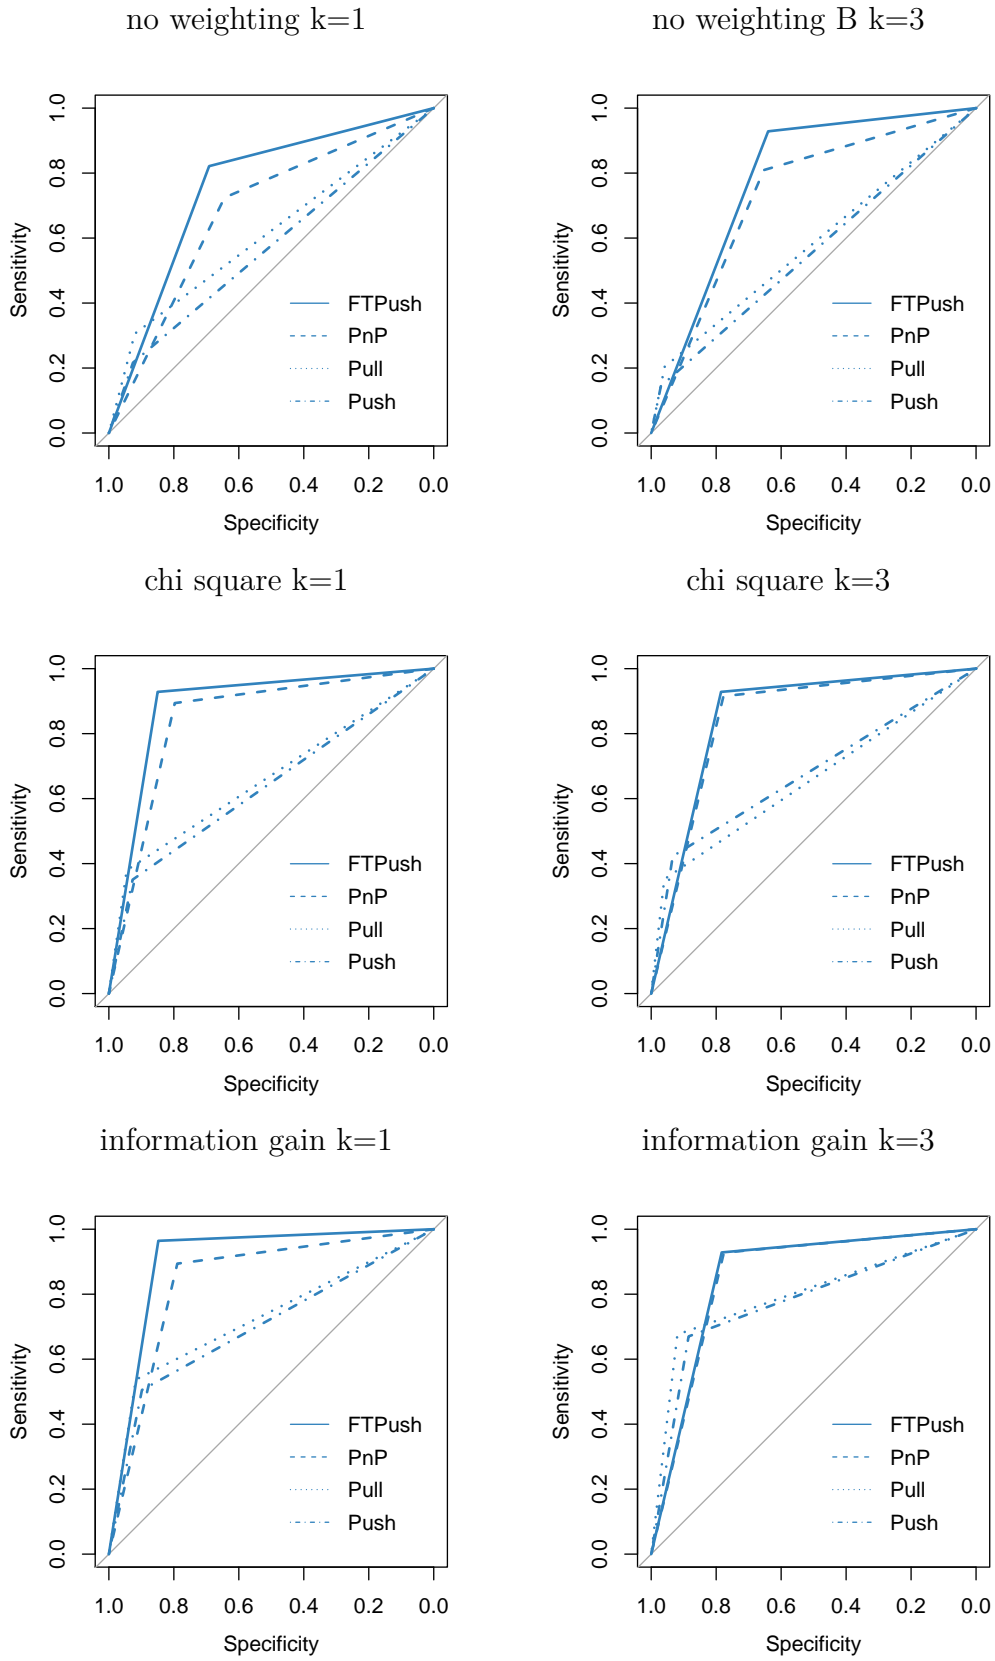 no weighting k=1
no weighting B k=3
1.0
0.8
0.6
0.4
0.2
0.0
Sensitivity
FTPush
PnP
Pull
Push
1.0 0.8 0.6 0.4 0.2 0.0
Specificity
1.0
0.8
0.6
0.4
0.2
0.0
Sensitivity
FTPush
PnP
Pull
Push
1.0 0.8 0.6 0.4 0.2 0.0
Specificity
chi square k=1
chi square k=3
1.0
0.8
0.6
0.4
0.2
0.0
Sensitivity
FTPush
PnP
Pull
Push
1.0 0.8 0.6 0.4 0.2 0.0
Specificity
1.0
0.8
0.6
0.4
0.2
0.0
Sensitivity
FTPush
PnP
Pull
Push
1.0 0.8 0.6 0.4 0.2 0.0
Specificity
information gain k=1
information gain k=3
1.0
0.8
0.6
0.4
0.2
0.0
Sensitivity
FTPush
PnP
Pull
Push
1.0 0.8 0.6 0.4 0.2 0.0
Specificity
1.0
0.8
0.6
0.4
0.2
0.0
Sensitivity
FTPush
PnP
Pull
Push
1.0 0.8 0.6 0.4 0.2 0.0
Specificity